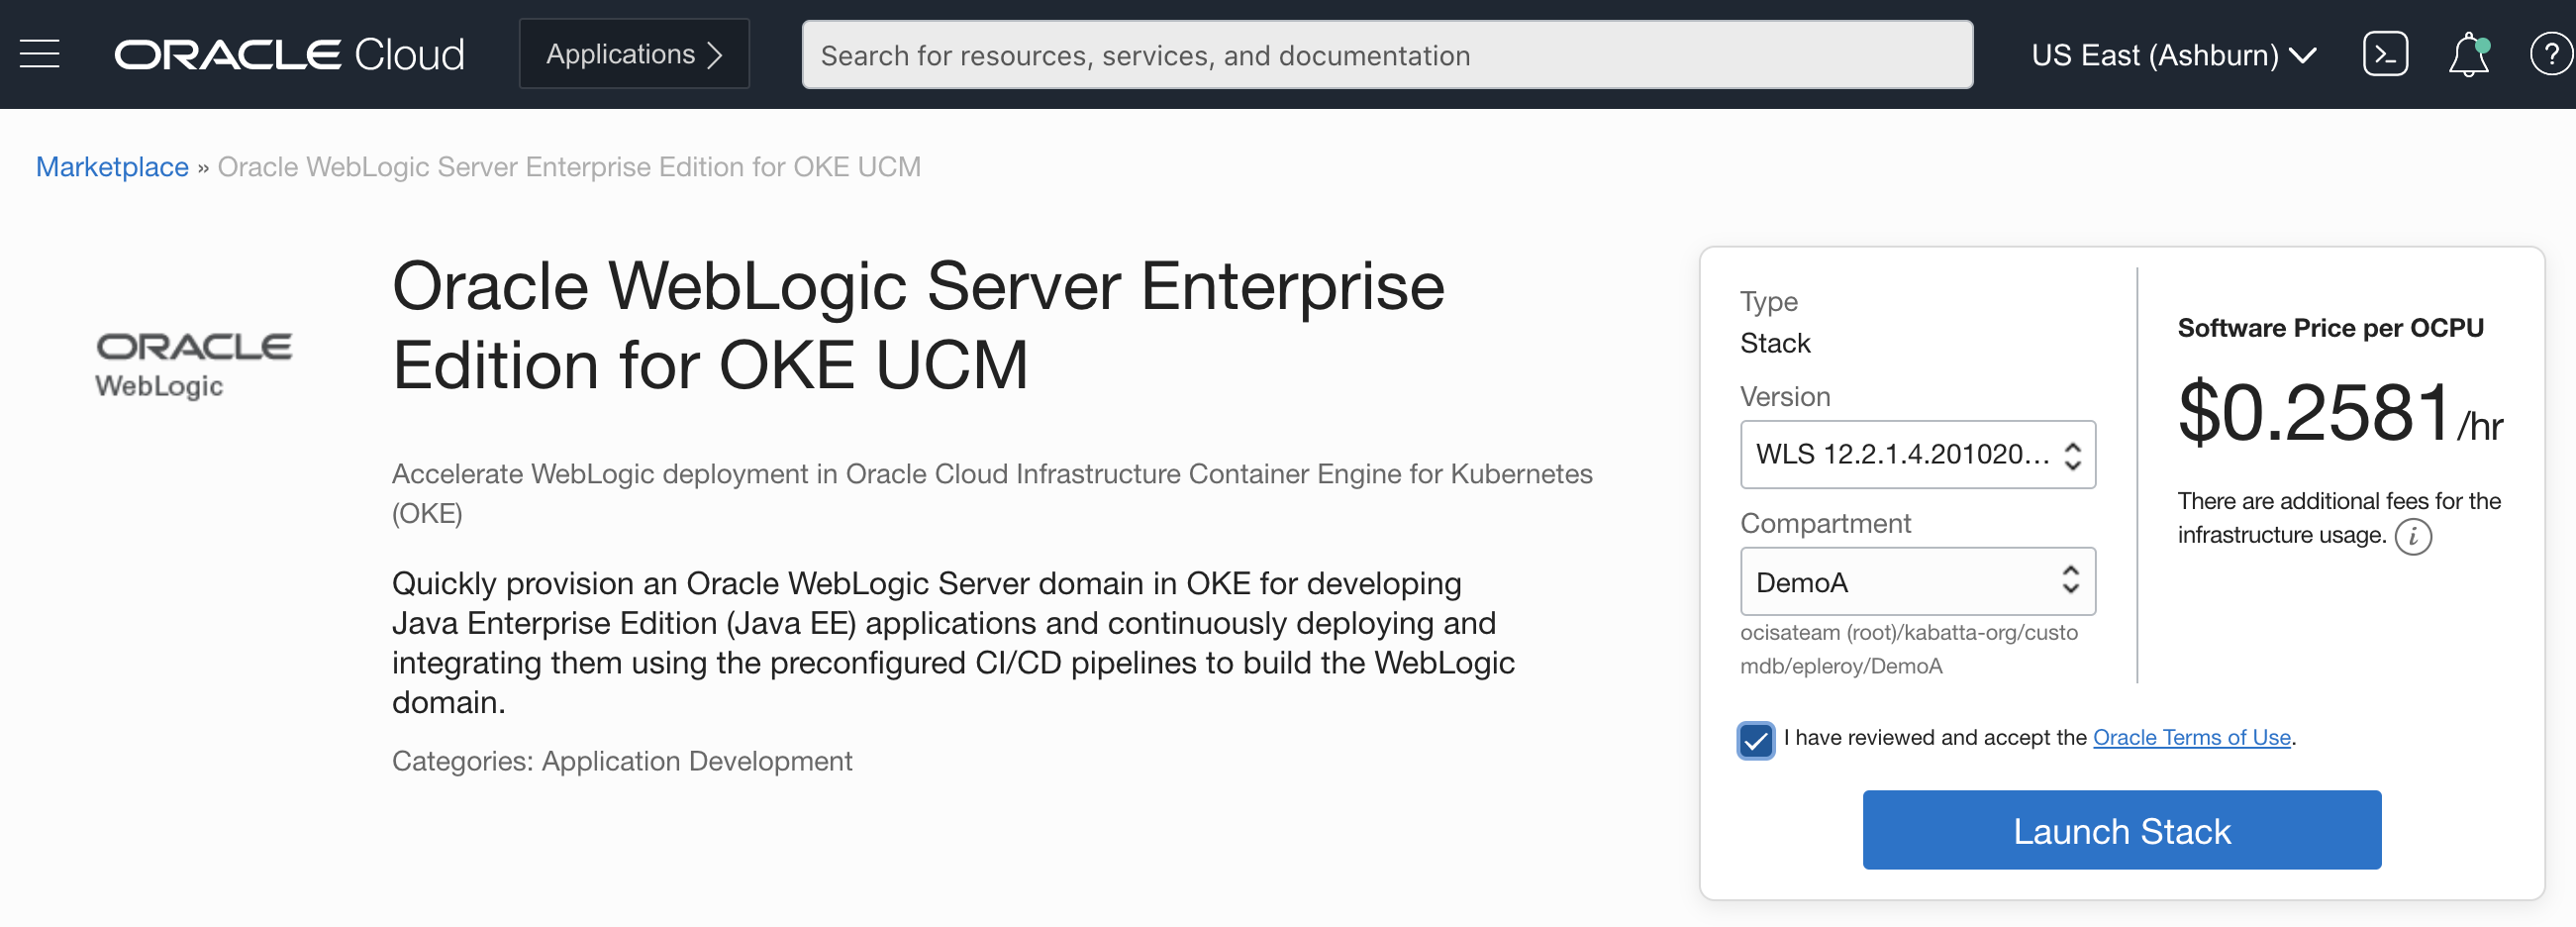 ORACLE Cloud
Applications
Search for resources, services, and documentation
US East (Ashburn)
Marketplace » Oracle WebLogic Server Enterprise Edition for OKE UCM
ORACLE
WebLogic
Oracle WebLogic Server Enterprise
Edition for OKE UCM
Accelerate WebLogic deployment in Oracle Cloud Infrastructure Container Engine for Kubernetes
(OKE)
Quickly provision an Oracle WebLogic Server domain in OKE for developing
Java Enterprise Edition (Java EE) applications and continuously deploying and
integrating them using the preconfigured CI/CD pipelines to build the WebLogic
domain.
Categories: Application Development
Type
Stack
Version
WLS 12.2.1.4.201020...
Compartment
DemoA
ocisateam (root)/kabatta-org/custo
mdb/epleroy/DemoA
Software Price per OCPU
$0.2581/hr
There are additional fees for the
infrastructure usage. i
I have reviewed and accept the Oracle Terms of Use.
Launch Stack